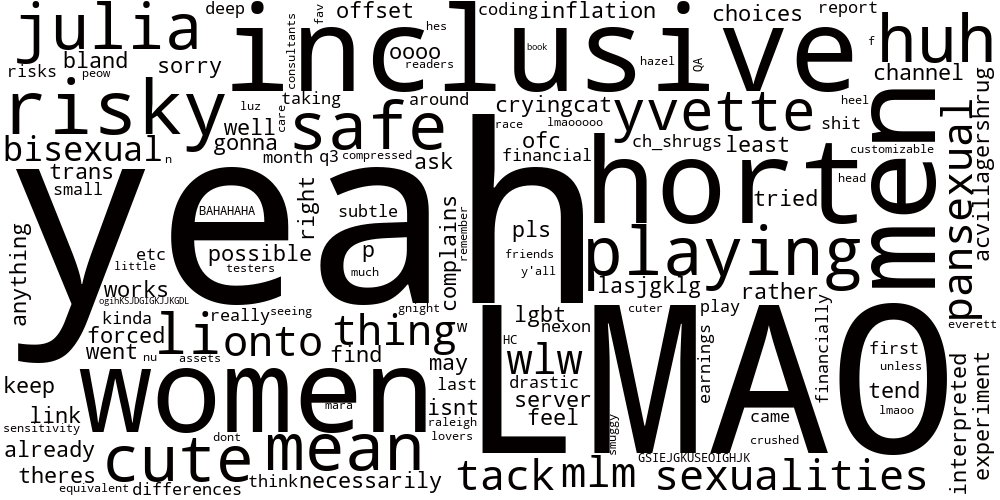 julia
deep
inclusive
consultants
fav
offset
hes
oooo
readers
coding
inflation
book
hazel
QA
choices
report
f
huh
risks
bland
peow
sorry
channel
risky
luz
taking
care
safe
around
cryingcat
race
lmaooooo
yvette
heel
shit
men
acvillagershrug
well
gonna
ofc
financial
ch_shrugs
least
customizable
bisexual
n
month
q3
compressed
ask
trans
small
yeah
BAHAHAHA
right
subtle
p
much
complains
remember
pls
friends
y'all
horten
tried
head
pansexual
anything
etc
little
possible
testers
playing
works
ogihKSJDGIGKJJKGDL
lasjgklg
cuter
rather
play
everett
kinda
really
seeing
gnight
thing
w
lgbt
nexon
HC
LMAO
earnings
financially
forced
went
nu
li
onto
assets
find
may
wlw
first
unless
tend
lmaoo
keep
women
mara
last
drastic
server
feel
came
crushed
interpreted
experiment
link
sensitivity
isnt
raleigh
lovers
smuggy
already
dont
cute
mean
GSIEJGKUSEOIGHJK
theres
equivalent
differences
think
necessarily
tack
mlm
sexualities